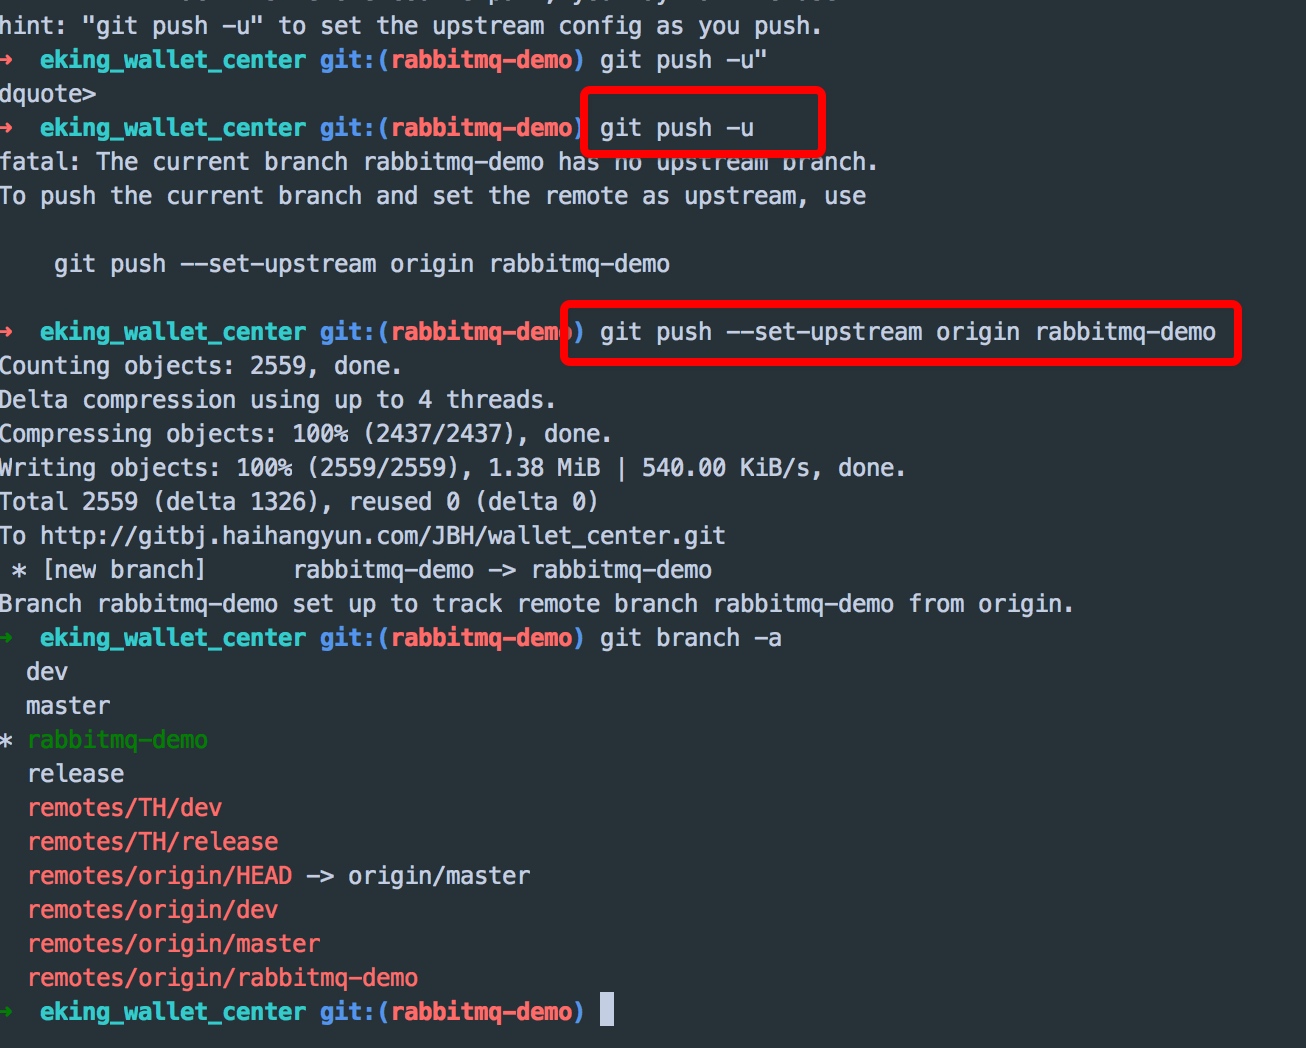 hint: "git push -u" to set the upstream config as you push.
➜  eking_wallet_center git:(rabbitmq-demo) git push -u"
dquote>
➜  eking_wallet_center git:(rabbitmq-demo) git push -u
fatal: The current branch rabbitmq-demo has no upstream branch.
To push the current branch and set the remote as upstream, use
    git push --set-upstream origin rabbitmq-demo
➜  eking_wallet_center git:(rabbitmq-demo) git push --set-upstream origin rabbitmq-demo
Counting objects: 2559, done.
Delta compression using up to 4 threads.
Compressing objects: 100% (2437/2437), done.
Writing objects: 100% (2559/2559), 1.38 MiB | 540.00 KiB/s, done.
Total 2559 (delta 1326), reused 0 (delta 0)
To http://gitbj.haihangyun.com/JBH/wallet_center.git
 * [new branch]      rabbitmq-demo -> rabbitmq-demo
Branch rabbitmq-demo set up to track remote branch rabbitmq-demo from origin.
➜  eking_wallet_center git:(rabbitmq-demo) git branch -a
  dev
  master
* rabbitmq-demo
  release
  remotes/TH/dev
  remotes/TH/release
  remotes/origin/HEAD -> origin/master
  remotes/origin/dev
  remotes/origin/master
  remotes/origin/rabbitmq-demo
➜  eking_wallet_center git:(rabbitmq-demo)